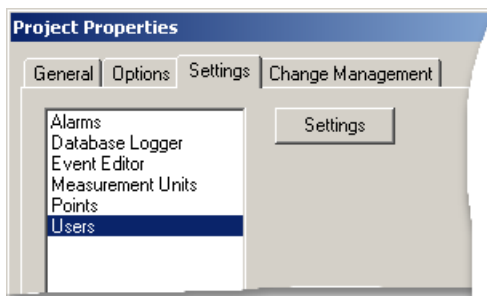 Project Properties
General Options Settings Change Management
Alarms
Settings
Database Logger
Event Editor
Measurement Units
Points
Users